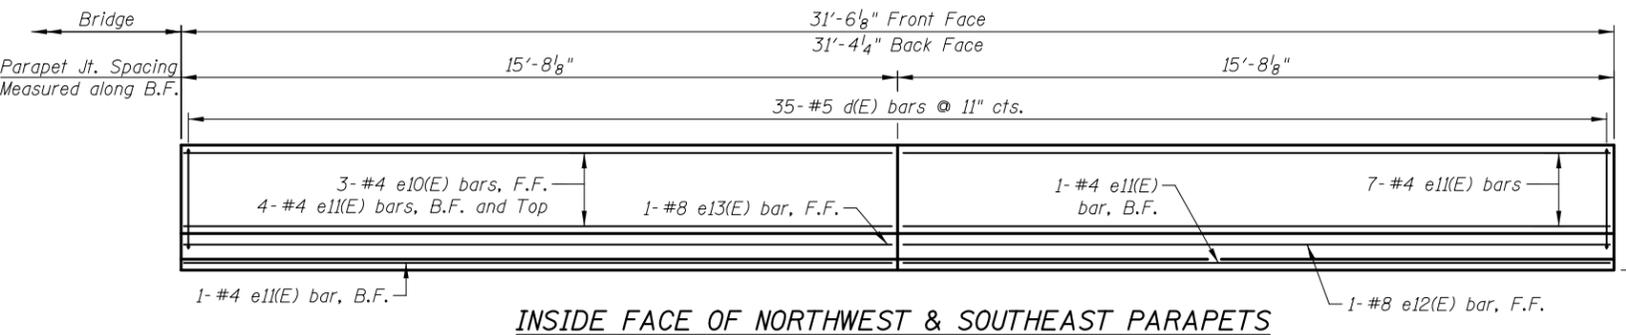 Bridge
31'-6⅛" Front Face
31'-4¼" Back Face
Parapet Jt. Spacing
Measured along B.F.
15'-8⅛"
15'-8⅛"
35-#5 d(E) bars @ 11" cts.
3-#4 e10(E) bars, F.F.
4-#4 e11(E) bars, B.F. and Top
1-#8 e13(E) bar, F.F.
1-#4 e11(E)
bar, B.F.
7-#4 e11(E) bars
1-#4 e11(E) bar, B.F.
1-#8 e12(E) bar, F.F.
INSIDE FACE OF NORTHWEST & SOUTHEAST PARAPETS